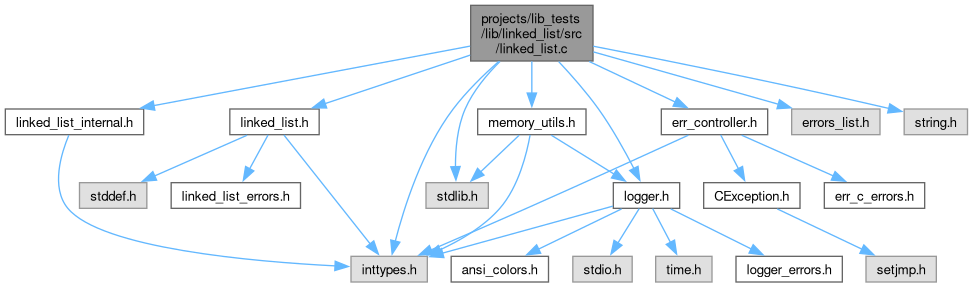 projects/lib_tests
/lib/linked_list/src
/linked_list.c
linked_list_internal.h
linked_list.h
memory_utils.h
err_controller.h
errors_list.h
string.h
stddef.h
linked_list_errors.h
stdlib.h
logger.h
CException.h
err_c_errors.h
inttypes.h
ansi_colors.h
stdio.h
time.h
logger_errors.h
setjmp.h